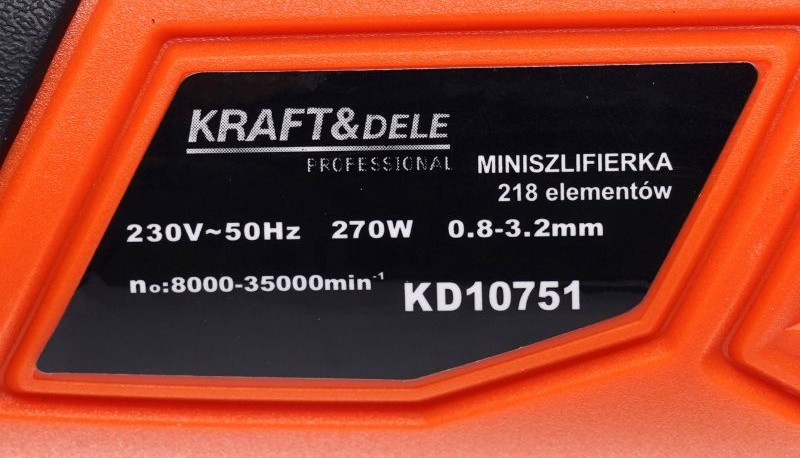 KRAFT&DELE
PROFESSIONAL
MINISZLIFIERKA
218 elementów
230V~50Hz 270W 0.8-3.2mm
no:8000-35000min⁻¹
KD10751